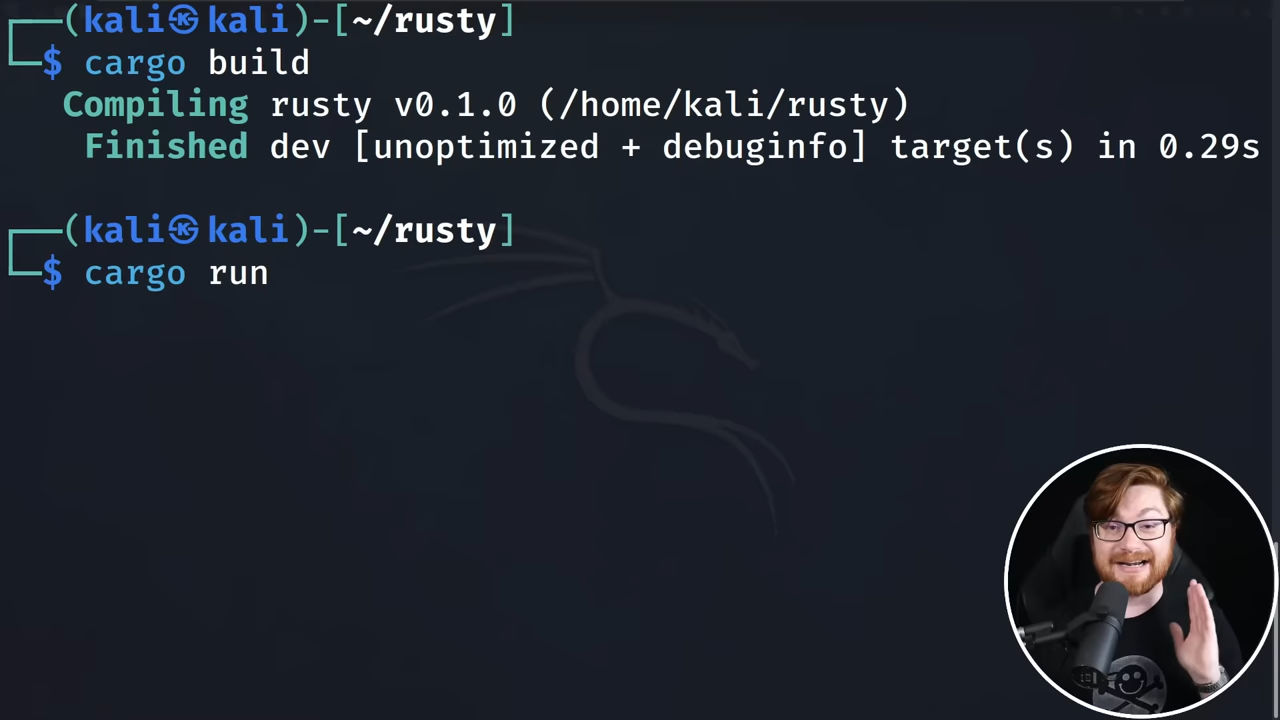 ┌──(kali㉿kali)-[~/rusty]
└─$ cargo build
Compiling rusty v0.1.0 (/home/kali/rusty)
Finished dev [unoptimized + debuginfo] target(s) in 0.29s
┌──(kali㉿kali)-[~/rusty]
└─$ cargo run